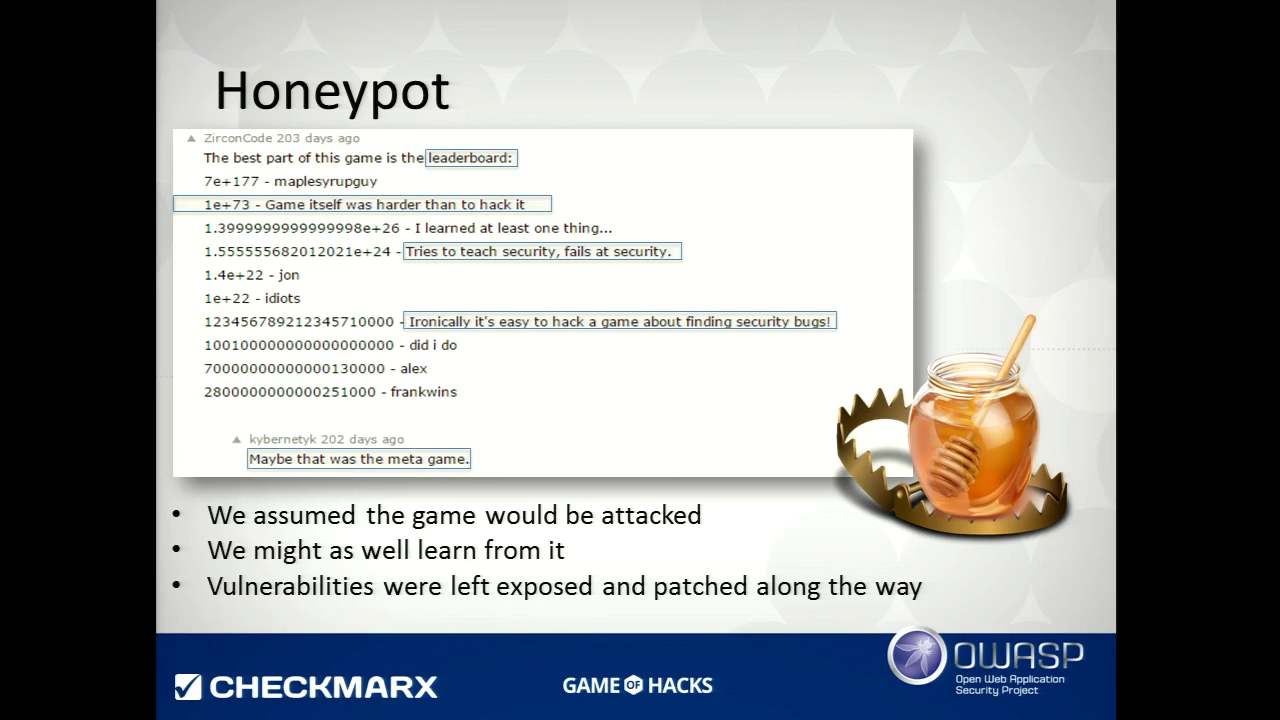 Honeypot
▲ ZirconCode 203 days ago
The best part of this game is the leaderboard:
7e+177 - maplesyrupguy
1e+73 - Game itself was harder than to hack it
1.3999999999999998e+26 - I learned at least one thing...
1.555555682012021e+24 - Tries to teach security, fails at security.
1.4e+22 - jon
1e+22 - idiots
123456789212345710000 - Ironically it's easy to hack a game about finding security bugs!
100100000000000000000 - did i do
70000000000000130000 - alex
2800000000000251000 - frankwins
▲ kybernetyk 202 days ago
Maybe that was the meta game.
• We assumed the game would be attacked
• We might as well learn from it
• Vulnerabilities were left exposed and patched along the way
CHECKMARX
GAME OF HACKS
OWASP
Open Web Application
Security Project